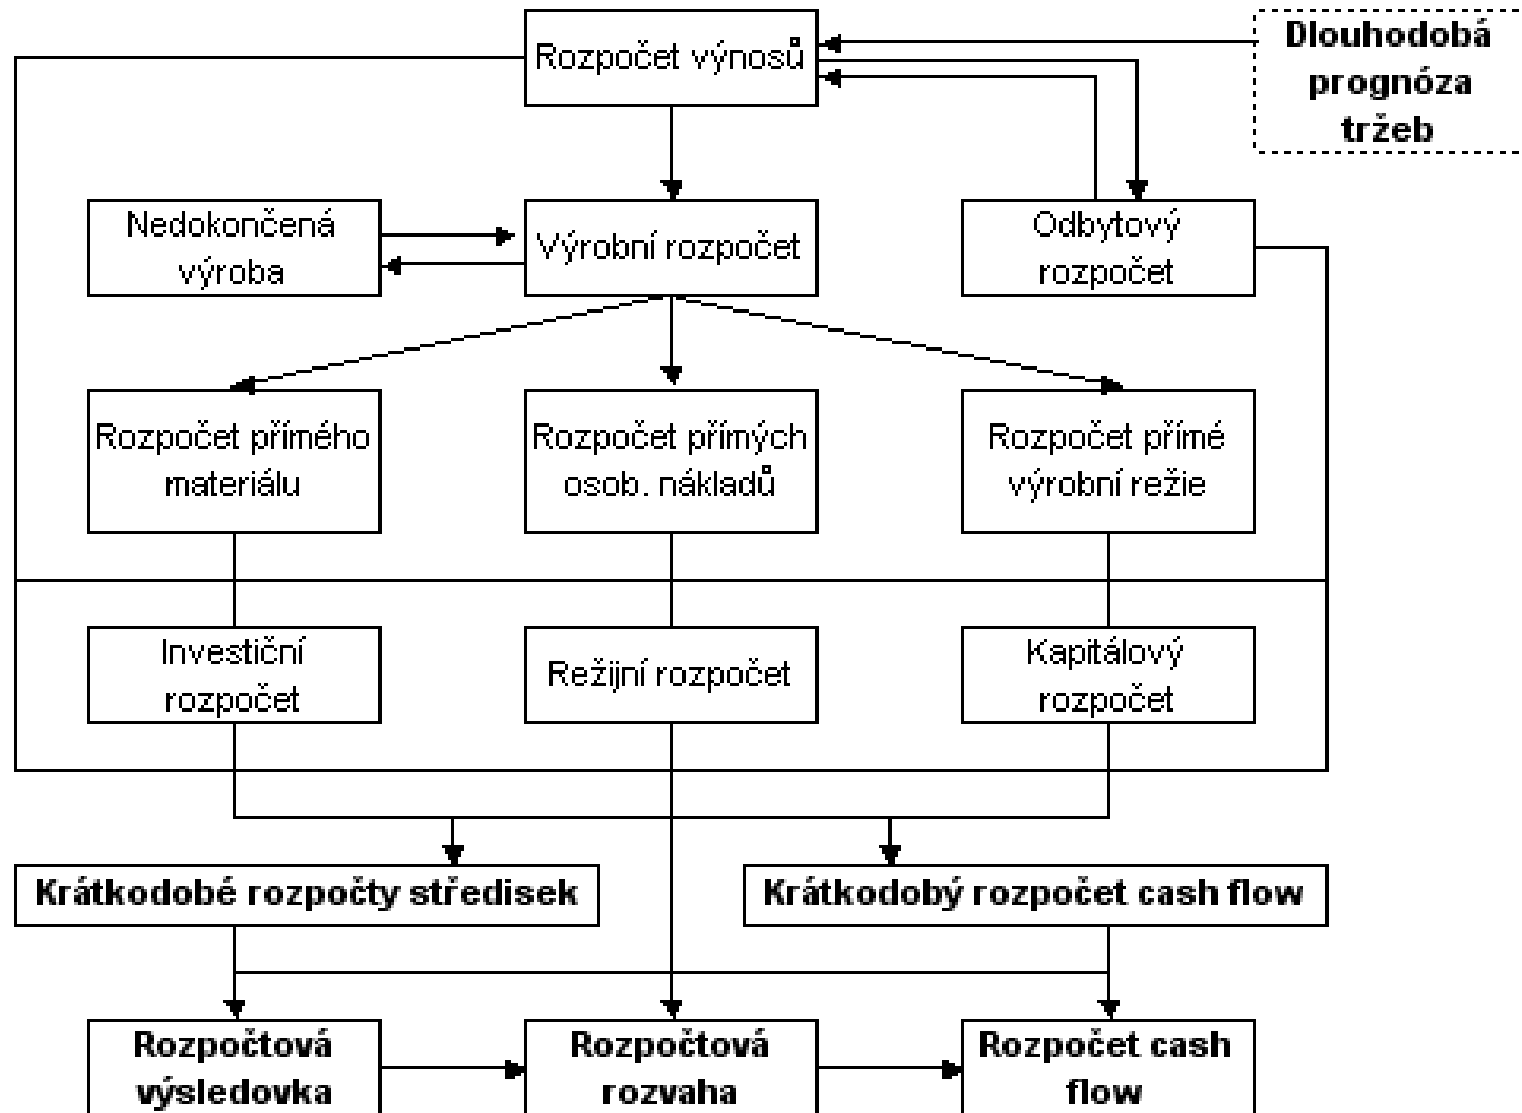 Rozpočet výnosů
Dlouhodobá
prognóza
tržeb
Nedokončená
výroba
Výrobní rozpočet
Odbytový
rozpočet
Rozpočet přímého
materiálu
Rozpočet přímých
osob. nákladů
Rozpočet přímé
výrobní režie
Investiční
rozpočet
Režijní rozpočet
Kapitálový
rozpočet
Krátkodobé rozpočty středisek
Krátkodobý rozpočet cash flow
Rozpočtová
výsledovka
Rozpočtová
rozvaha
Rozpočet cash
flow